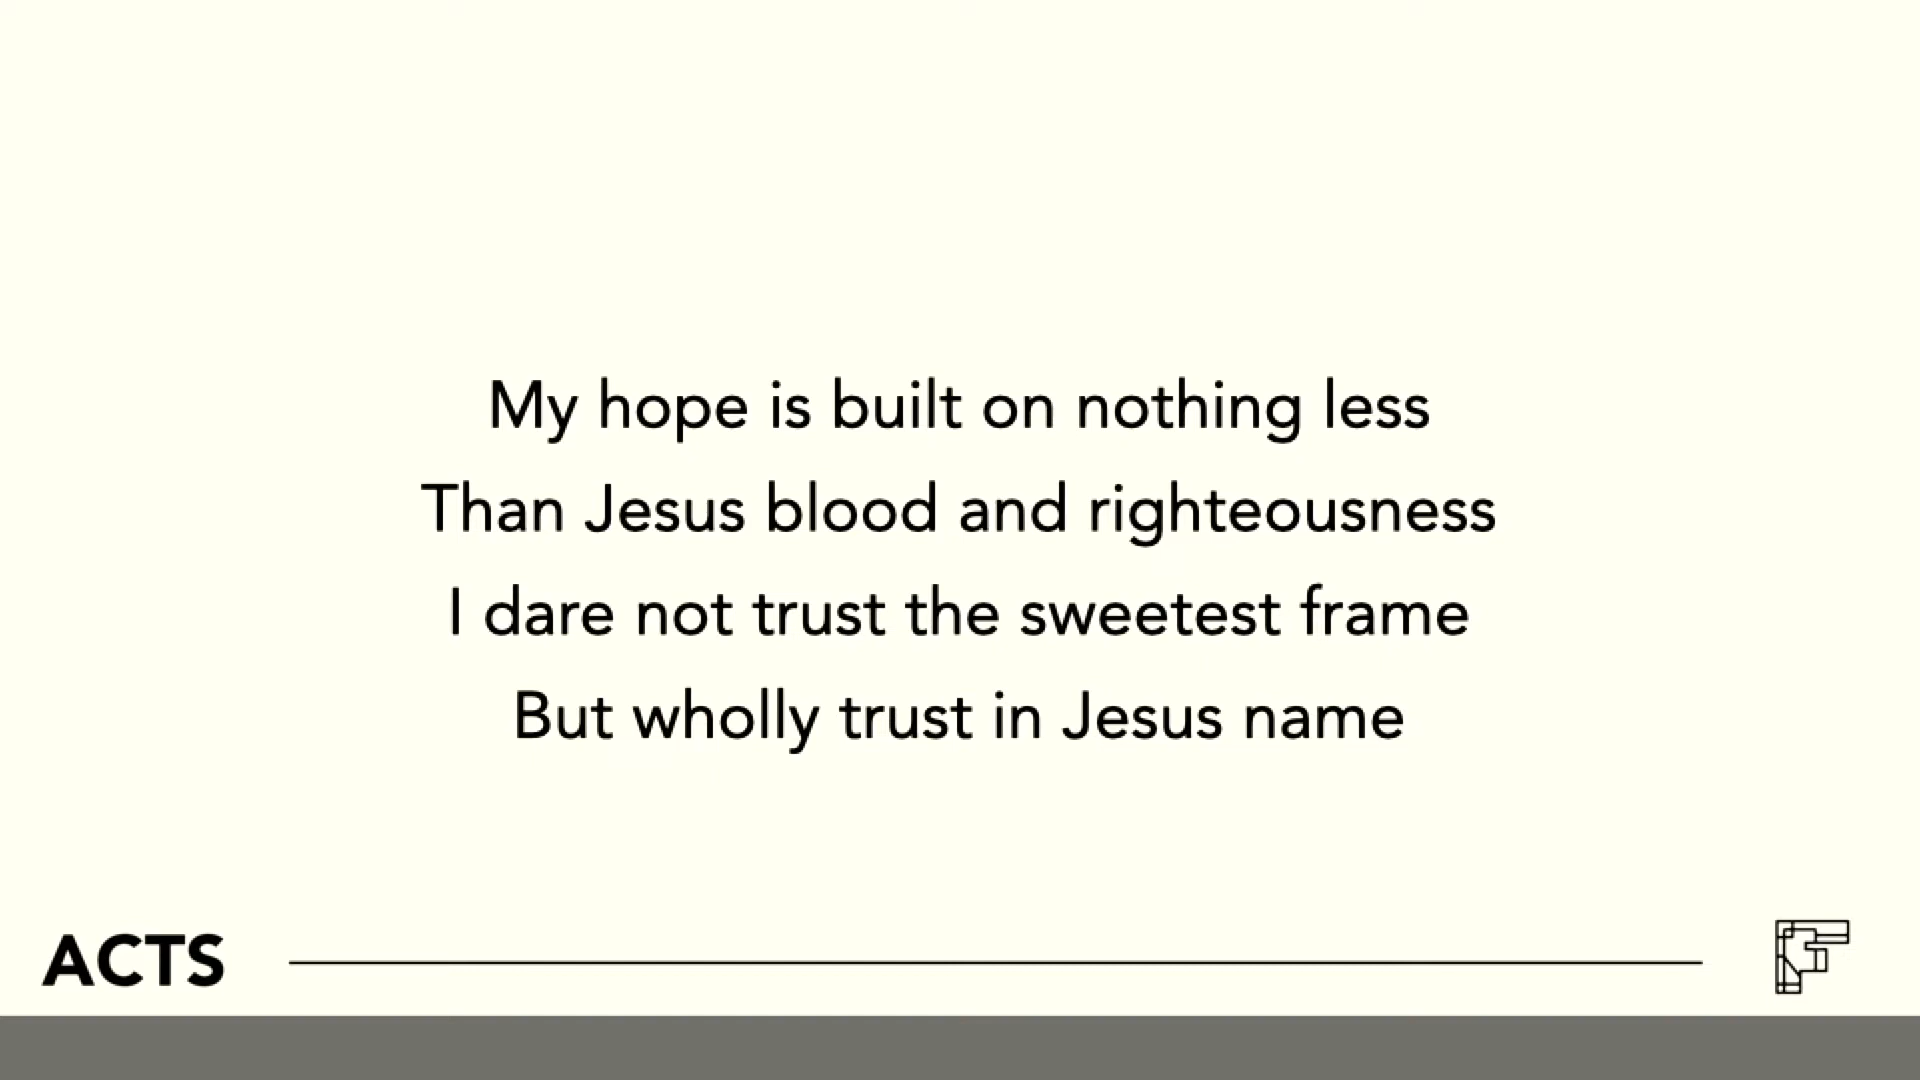 My hope is built on nothing less
Than Jesus blood and righteousness
I dare not trust the sweetest frame
But wholly trust in Jesus name
ACTS